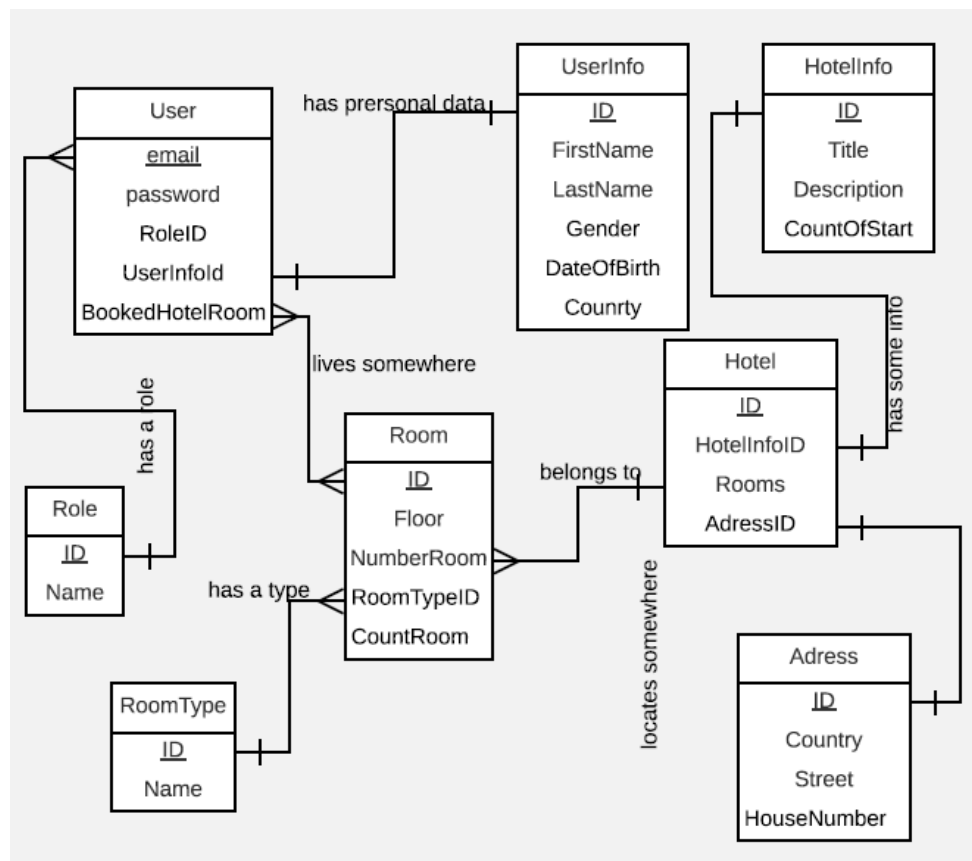 User
email
password
RoleID
UserInfoId
BookedHotelRoom
has prersonal data
UserInfo
ID
FirstName
LastName
Gender
DateOfBirth
Counrty
HotelInfo
ID
Title
Description
CountOfStart
has some info
lives somewhere
has a role
Role
ID
Name
Room
ID
Floor
NumberRoom
RoomTypeID
CountRoom
belongs to
Hotel
ID
HotelInfoID
Rooms
AdressID
has a type
RoomType
ID
Name
locates somewhere
Adress
ID
Country
Street
HouseNumber